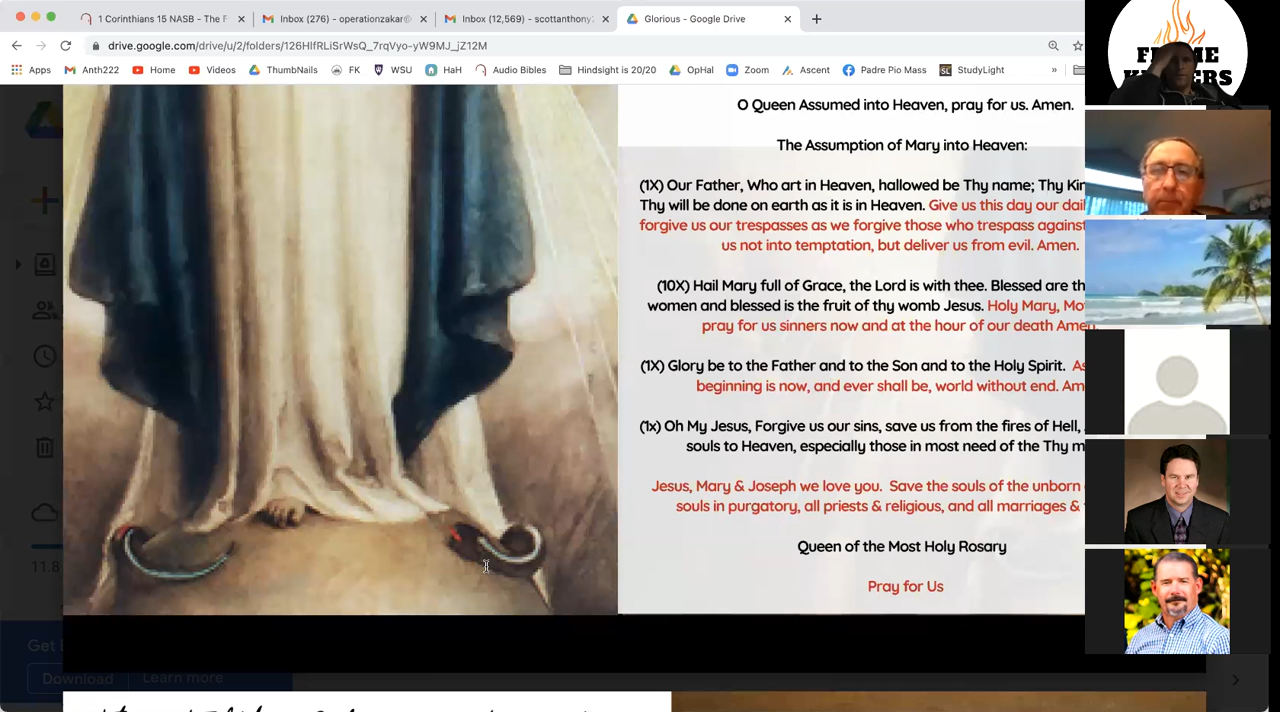 1 Corinthians 15 NASB - The F
Inbox (276) - operationzakar@
Inbox (12,569) - scottanthony
Glorious - Google Drive
drive.google.com/drive/u/2/folders/126HlfRLiSrWsQ_7rqVyo-yW9MJ_jZ12M
Apps Anth222 Home Videos ThumbNails FK WSU HaH Audio Bibles Hindsight is 20/20 OpHal Zoom Ascent Padre Pio Mass StudyLight »
O Queen Assumed into Heaven, pray for us. Amen.
The Assumption of Mary into Heaven:
(1X) Our Father, Who art in Heaven, hallowed be Thy name; Thy Kin
Thy will be done on earth as it is in Heaven. Give us this day our dai
forgive us our trespasses as we forgive those who trespass against
us not into temptation, but deliver us from evil. Amen.
(10X) Hail Mary full of Grace, the Lord is with thee. Blessed are th
women and blessed is the fruit of thy womb Jesus. Holy Mary, Mo
pray for us sinners now and at the hour of our death Amen.
(1X) Glory be to the Father and to the Son and to the Holy Spirit. As
beginning is now, and ever shall be, world without end. Am
(1x) Oh My Jesus, Forgive us our sins, save us from the fires of Hell,
souls to Heaven, especially those in most need of the Thy m
Jesus, Mary & Joseph we love you. Save the souls of the unborn
souls in purgatory, all priests & religious, and all marriages &
Queen of the Most Holy Rosary
Pray for Us
11.8
Get
Download Learn more